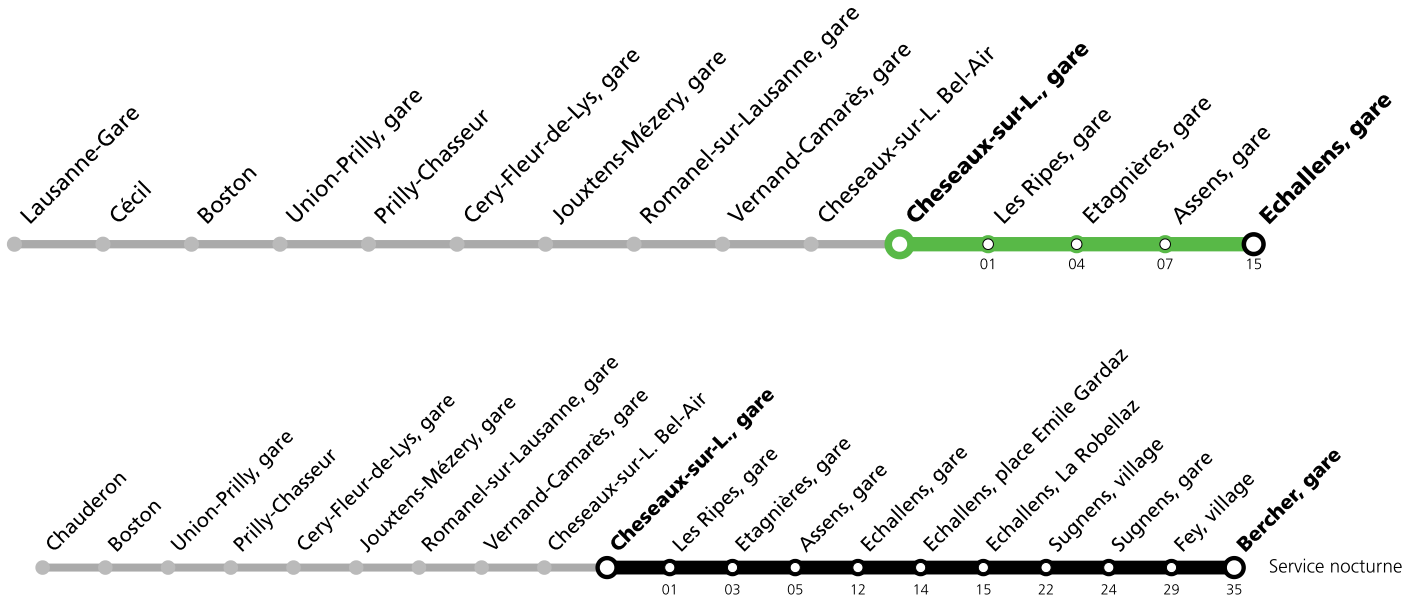 Lausanne-Gare
Cécil
Boston
Union-Prilly, gare
Prilly-Chasseur
Cery-Fleur-de-Lys, gare
Jouxtens-Mézery, gare
Romanel-sur-Lausanne, gare
Vernand-Camarès, gare
Cheseaux-sur-L. Bel-Air
Cheseaux-sur-L., gare
Les Ripes, gare
Etagnières, gare
Assens, gare
Echallens, gare
01
04
07
15
Chauderon
Boston
Union-Prilly, gare
Prilly-Chasseur
Cery-Fleur-de-Lys, gare
Jouxtens-Mézery, gare
Romanel-sur-Lausanne, gare
Vernand-Camarès, gare
Cheseaux-sur-L. Bel-Air
Cheseaux-sur-L., gare
Les Ripes, gare
Etagnières, gare
Assens, gare
Echallens, gare
Echallens, place Emile Gardaz
Echallens, La Robellaz
Sugnens, village
Sugnens, gare
Fey, village
Bercher, gare
Service nocturne
01
03
05
12
14
15
22
24
29
35